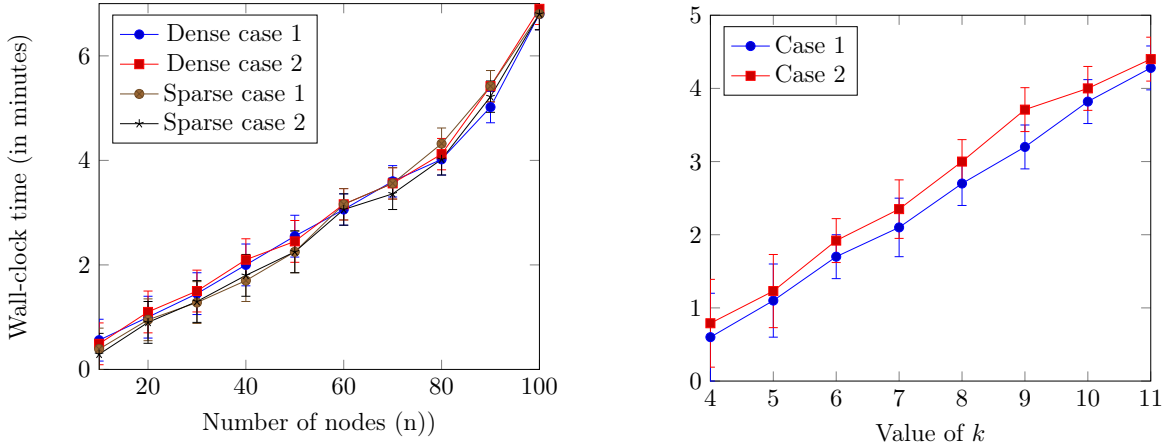 Wall-clock time (in minutes)
6
4
2
0
Dense case 1
Dense case 2
Sparse case 1
Sparse case 2
20 40 60 80 100
Number of nodes (n))
5
4
3
2
1
0
Case 1
Case 2
4 5 6 7 8 9 10 11
Value of k